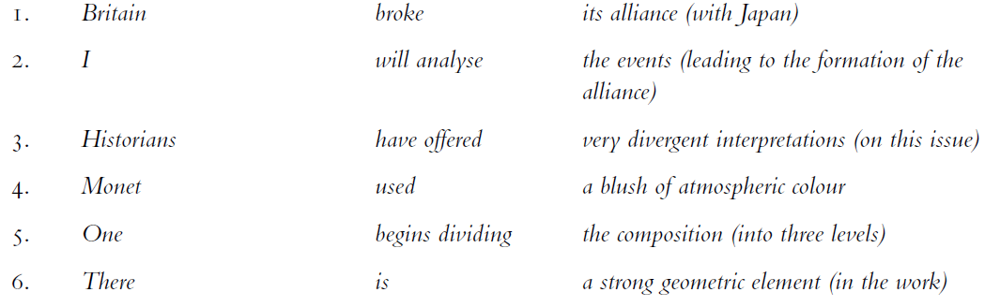 1. Britain broke its alliance (with Japan)
2. I will analyse the events (leading to the formation of the
alliance)
3. Historians have offered very divergent interpretations (on this issue)
4. Monet used a blush of atmospheric colour
5. One begins dividing the composition (into three levels)
6. There is a strong geometric element (in the work)